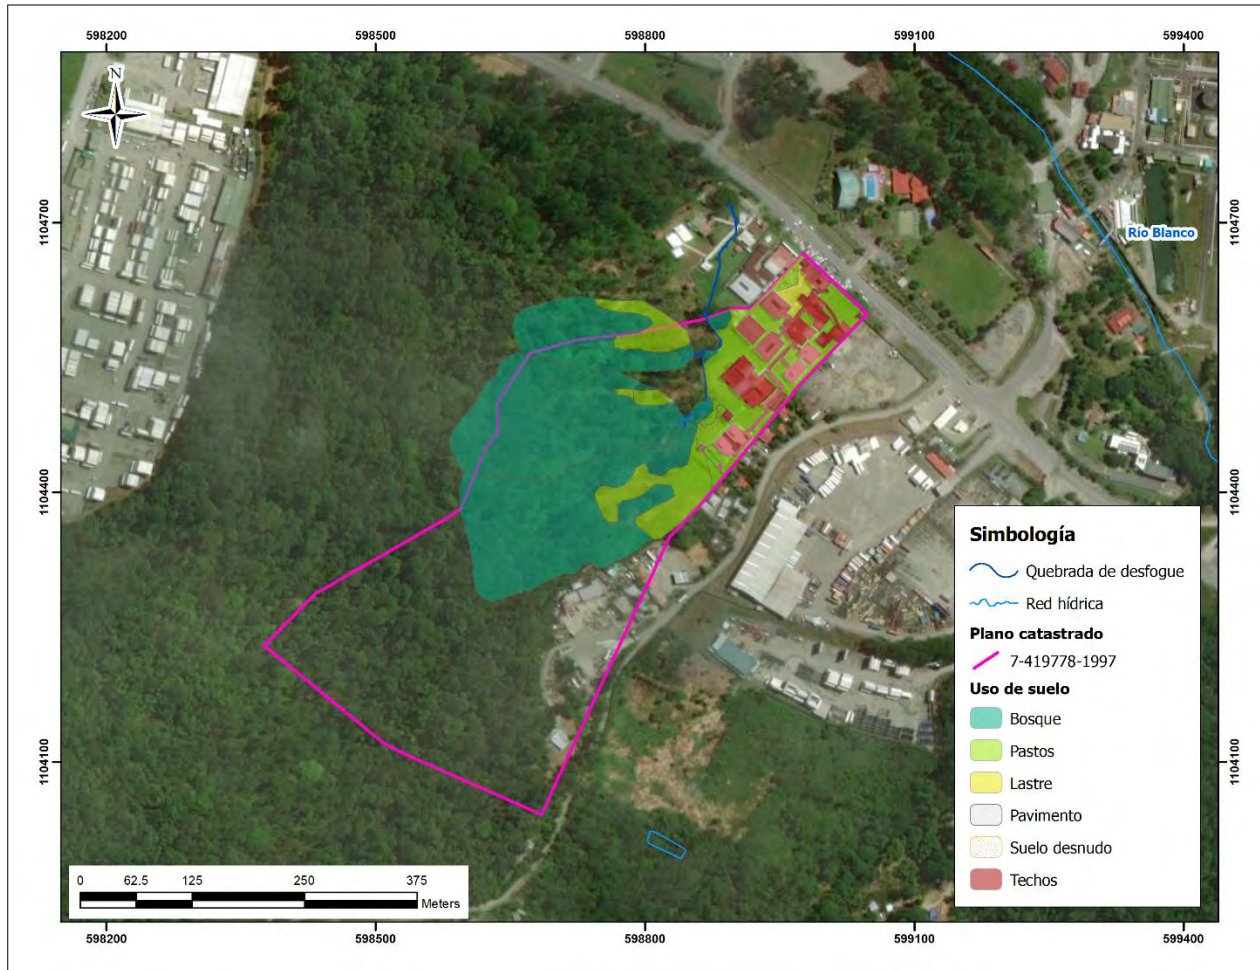 598200 598500 598800 599100 599400
N
1104700 1104700
Río Blanco
1104400 1104400
Simbología
Quebrada de desfogue
Red hídrica
Plano catastrado
7-419778-1997
Uso de suelo
Bosque
Pastos
Lastre
Pavimento
Suelo desnudo
Techos
1104100 1104100
0 62.5 125 250 375
Meters
598200 598500 598800 599100 599400